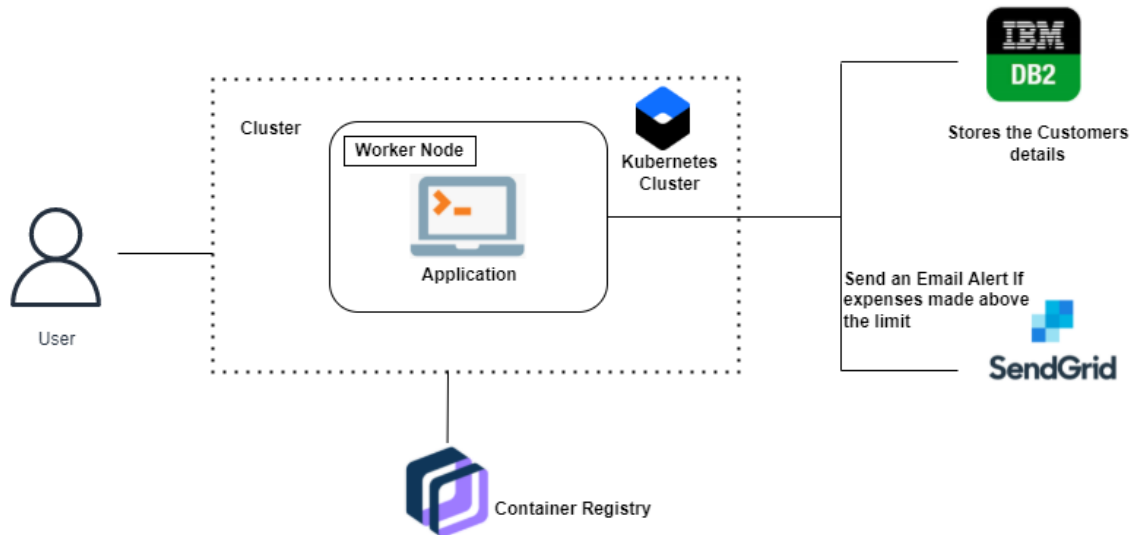 IBM
DB2
Stores the Customers
details
Cluster
Worker Node
Kubernetes
Cluster
Application
User
Send an Email Alert If
expenses made above
the limit
SendGrid
Container Registry